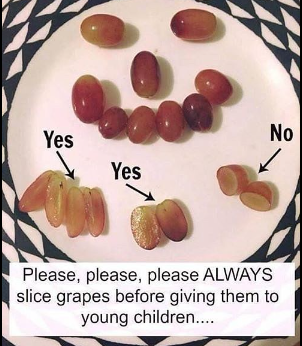 No
Yes
Yes
Please, please, please ALWAYS
slice grapes before giving them to
young children....